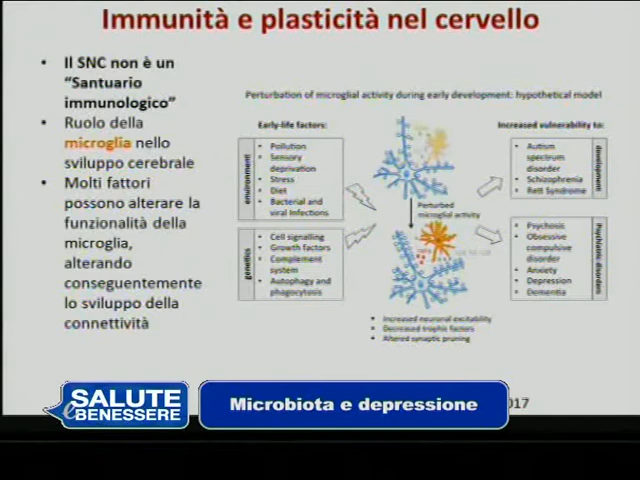 Immunità e plasticità nel cervello
• Il SNC non è un
"Santuario
immunologico"
• Ruolo della
microglia nello
sviluppo cerebrale
• Molti fattori
possono alterare la
funzionalità della
microglia,
alterando
conseguentemente
lo sviluppo della
connettività
Perturbation of microglial activity during early development: hypothetical model
Early-life factors:
environment
• Pollution
• Sensory
deprivation
• Stress
• Diet
• Bacterial and
viral Infections
genetics
• Cell signalling
• Growth factors
• Complement
system
• Autophagy and
phagocytosis
Perturbed
microglial activity
• Increased neuronal excitability
• Decreased trophic factors
• Altered synaptic pruning
Increased vulnerability to:
• Autism
spectrum
disorder
• Schizophrenia
• Rett Syndrome
development
• Psychosis
• Obsessive
compulsive
disorder
• Anxiety
• Depression
• Dementia
Psychiatric disorders
SALUTE
e BENESSERE
Microbiota e depressione
017